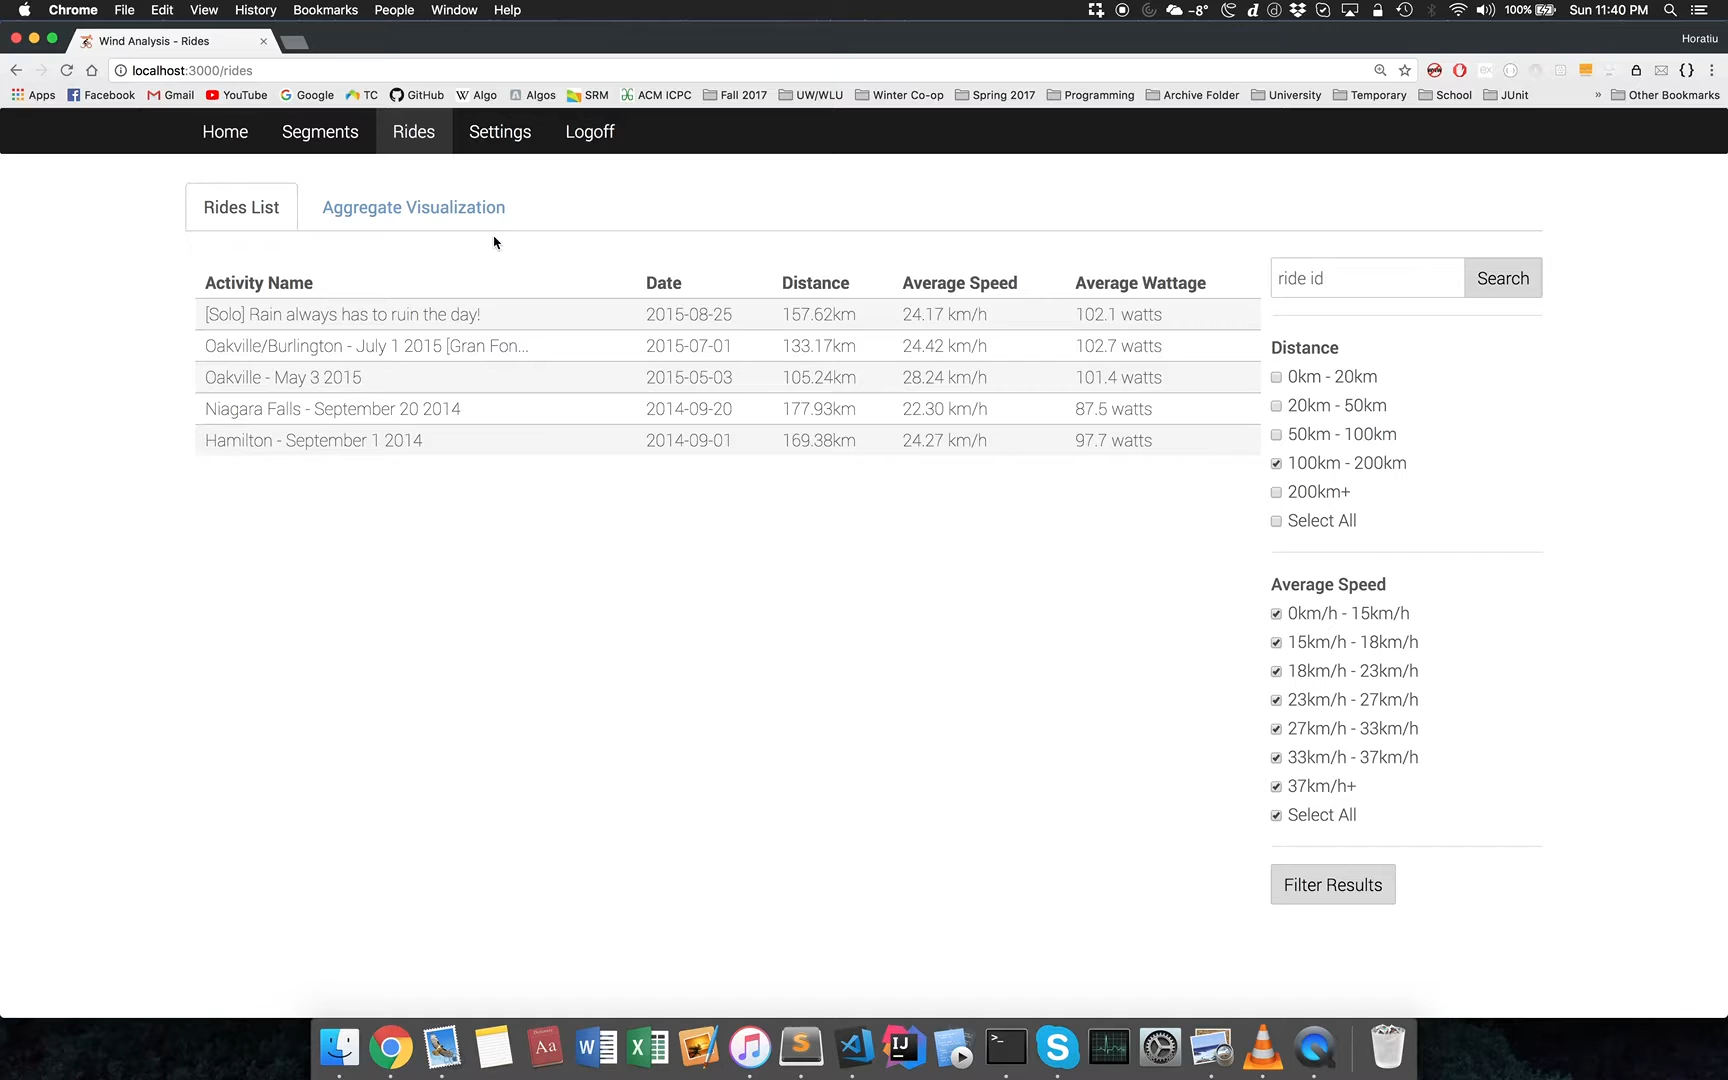 Chrome File Edit View History Bookmarks People Window Help -8° 100% Sun 11:40 PM
Wind Analysis - Rides Horatiu
localhost:3000/rides
Apps Facebook Gmail YouTube Google TC GitHub Algo Algos SRM ACM ICPC Fall 2017 UW/WLU Winter Co-op Spring 2017 Programming Archive Folder University Temporary School JUnit » Other Bookmarks
Home Segments Rides Settings Logoff
Rides List Aggregate Visualization
Activity Name Date Distance Average Speed Average Wattage
[Solo] Rain always has to ruin the day! 2015-08-25 157.62km 24.17 km/h 102.1 watts
Oakville/Burlington - July 1 2015 [Gran Fon... 2015-07-01 133.17km 24.42 km/h 102.7 watts
Oakville - May 3 2015 2015-05-03 105.24km 28.24 km/h 101.4 watts
Niagara Falls - September 20 2014 2014-09-20 177.93km 22.30 km/h 87.5 watts
Hamilton - September 1 2014 2014-09-01 169.38km 24.27 km/h 97.7 watts
ride id Search
Distance
0km - 20km
20km - 50km
50km - 100km
100km - 200km
200km+
Select All
Average Speed
0km/h - 15km/h
15km/h - 18km/h
18km/h - 23km/h
23km/h - 27km/h
27km/h - 33km/h
33km/h - 37km/h
37km/h+
Select All
Filter Results